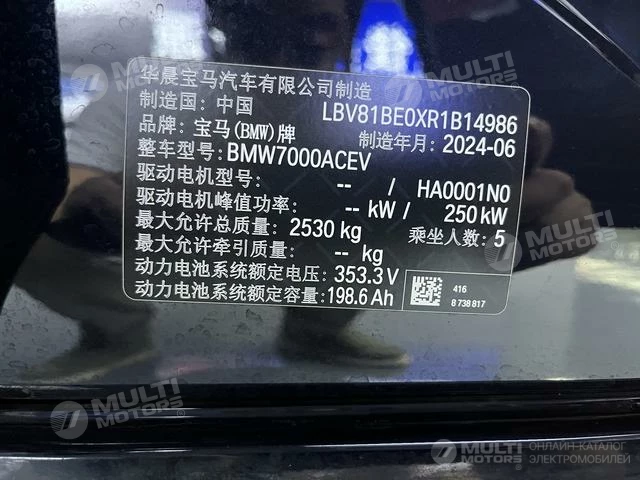 华晨宝马汽车有限公司制造
制造国: 中国 LBV81BE0XR1B14986
品牌: 宝马(BMW)牌 制造年月: 2024-06
整车型号: BMW7000ACEV
驱动电机型号: -- / HA0001N0
驱动电机峰值功率: -- kW / 250 kW
最大允许总质量: 2530 kg 乘坐人数: 5
最大允许牵引质量: -- kg
动力电池系统额定电压: 353.3 V
动力电池系统额定容量: 198.6 Ah
416
8 738 817
MULTI MOTORS®
MULTI MOTORS®
MULTI MOTORS®
MULTI MOTORS®
MULTI MOTORS
ОНЛАЙН-КАТАЛОГ
ЭЛЕКТРОМОБИЛЕЙ